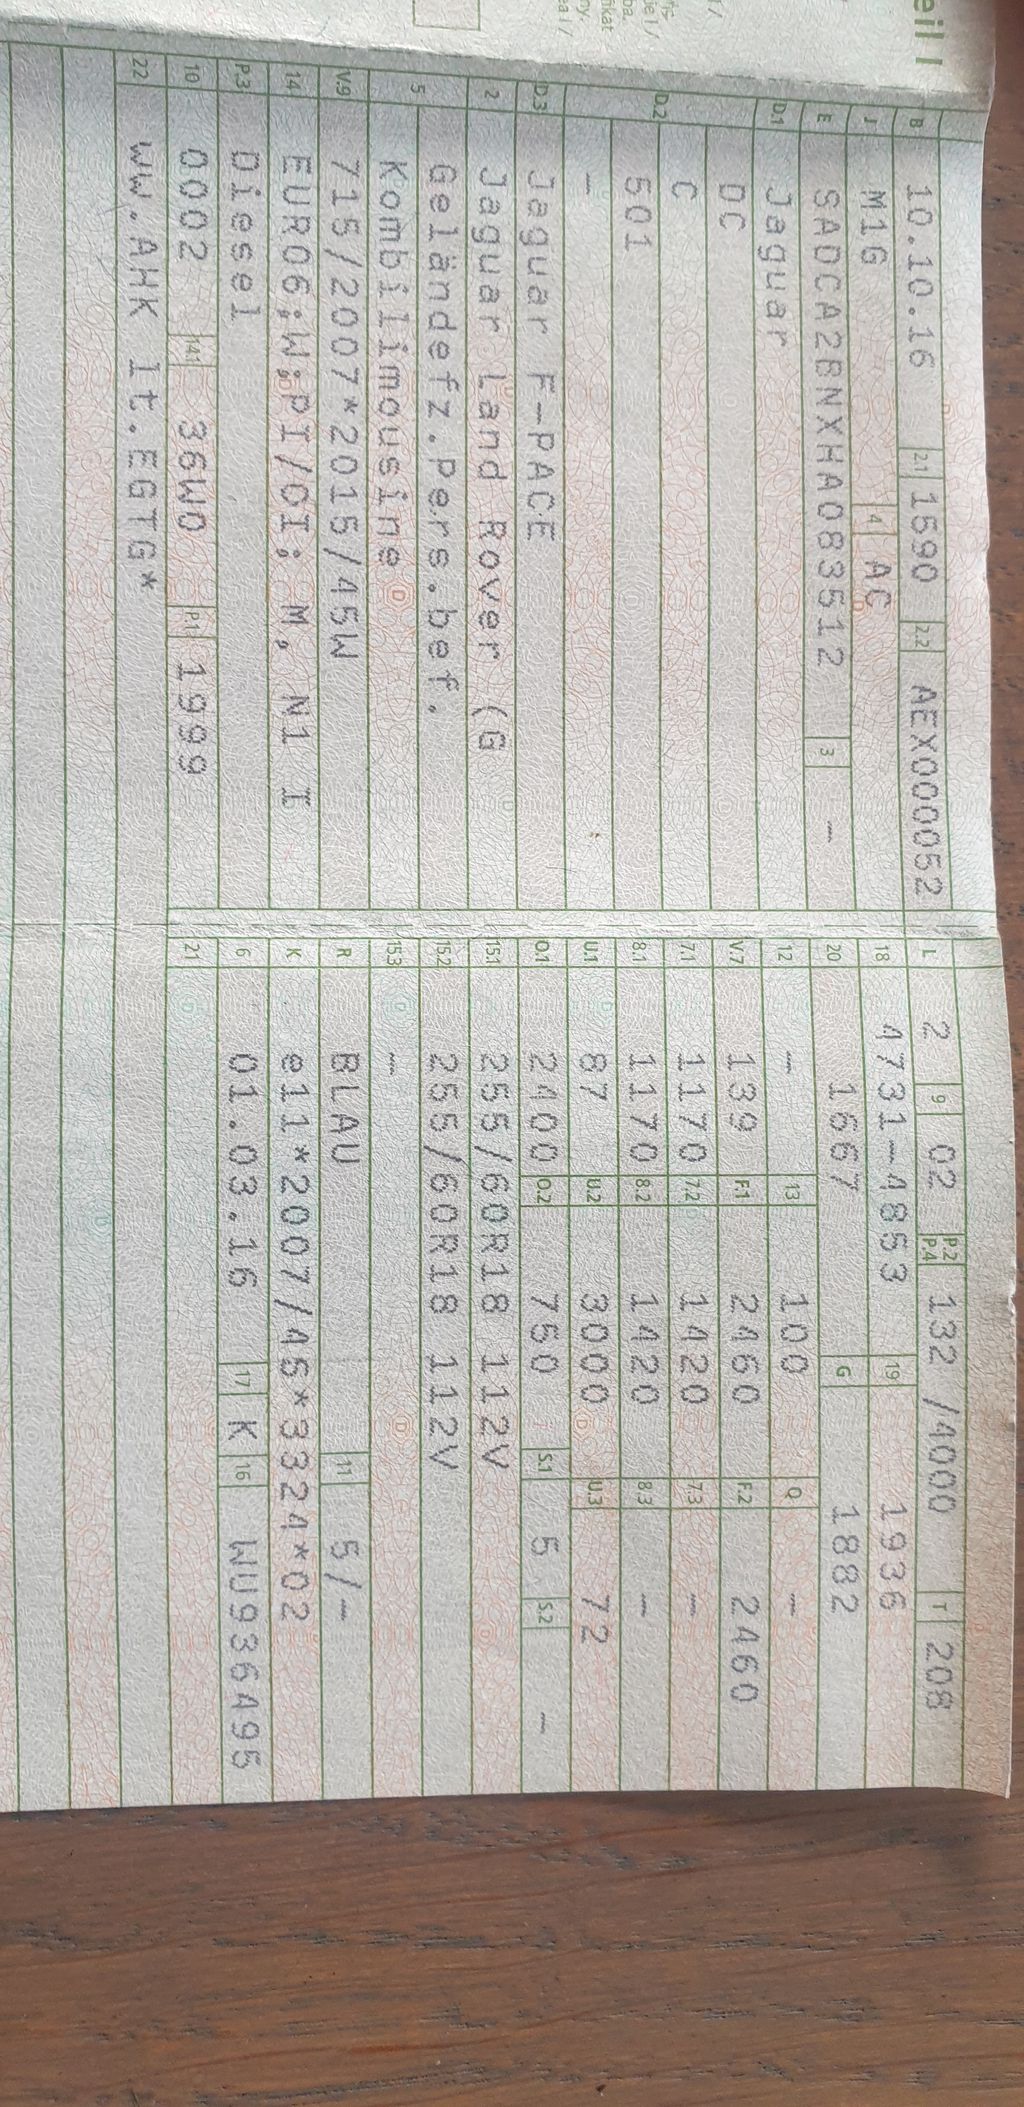 eil I
B 10.10.16 2.1 1590 2.2 AEX000052
J M1G 4 AC
E SADCA2BNXHA083512 3 –
D.1 Jaguar
D.2 DC
C
501
–
D.3 Jaguar F-PACE
2 Jaguar Land Rover (G
5 Geländefz.Pers.bef.
Kombilimousine
V.9 715/2007*2015/45W
14 EURO6;W;PI/CI; M, N1 I
P.3 Diesel
10 0002 14.1 36W0 P.1 1999
22 WW.AHK lt.EGTG*
L 2 9 02 P.2 P.4 132 /4000 T 208
18 4731-4853 19 1936
20 1667 G 1882
12 – 13 100 Q –
V.7 139 F.1 2460 F.2 2460
7.1 1170 7.2 1420 7.3 –
8.1 1170 8.2 1420 8.3 –
U.1 87 U.2 3000 U.3 72
O.1 2400 O.2 750 S.1 5 S.2 –
15.1 255/60R18 112V
15.2 255/60R18 112V
15.3 –
R BLAU 11 5/–
K e11*2007/46*3324*02
6 01.03.16 17 K 16 WU936495
21